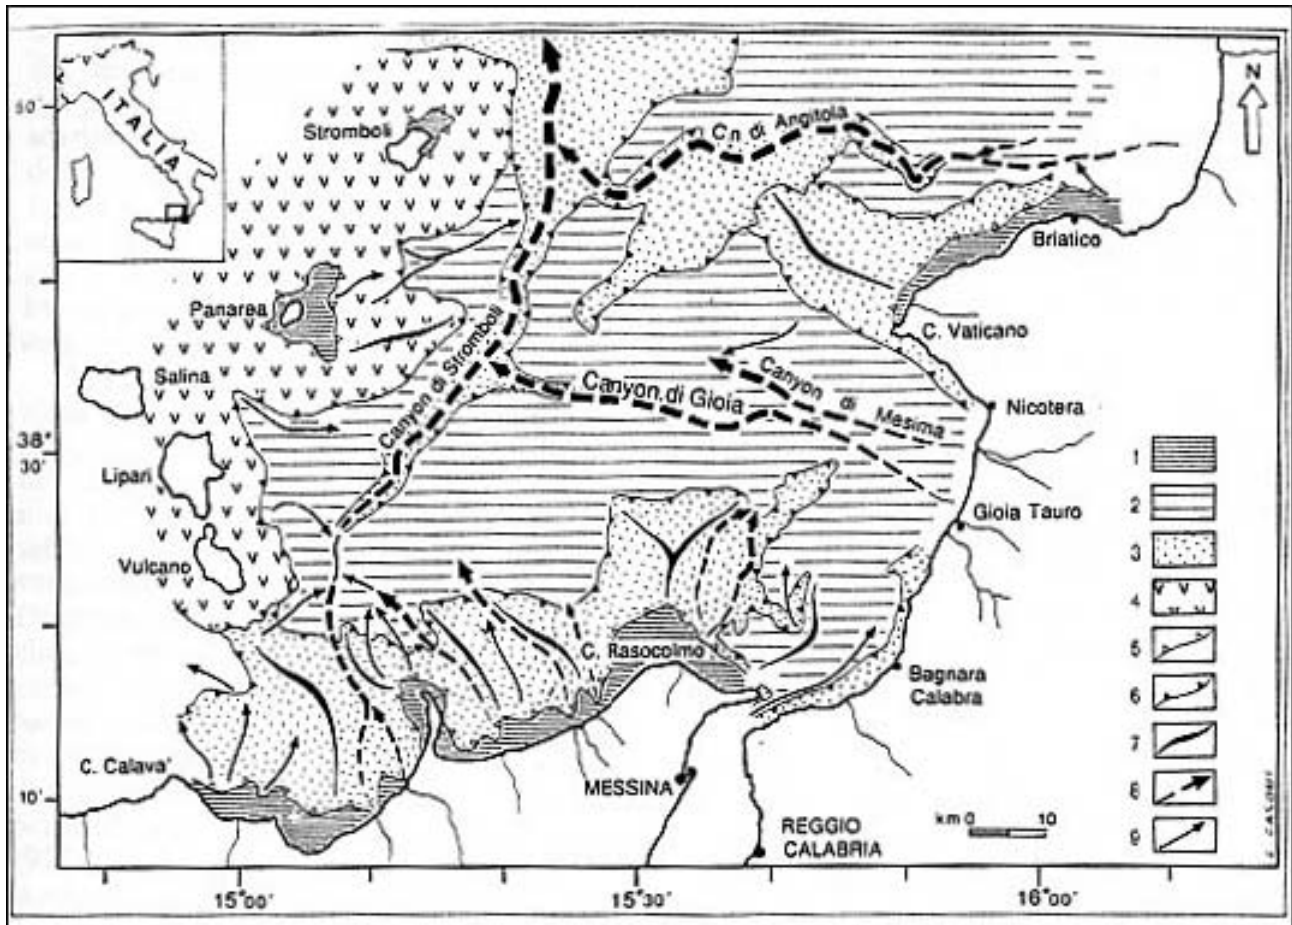 ITALIA
N
60'
Stromboli
Cn di Angitola
Briatico
Panarea
C. Vaticano
Canyon di Stromboli
Salina
Canyon di Gioia
Canyon di Mesima
Nicotera
38°
30'
Lipari
Gioia Tauro
Vulcano
C. Rasocolmo
Bagnara
Calabra
C. Calava'
MESSINA
10'
km 0 10
REGGIO
CALABRIA
1
2
3
4
5
6
7
8
9
15°00'
15°30'
16°00'